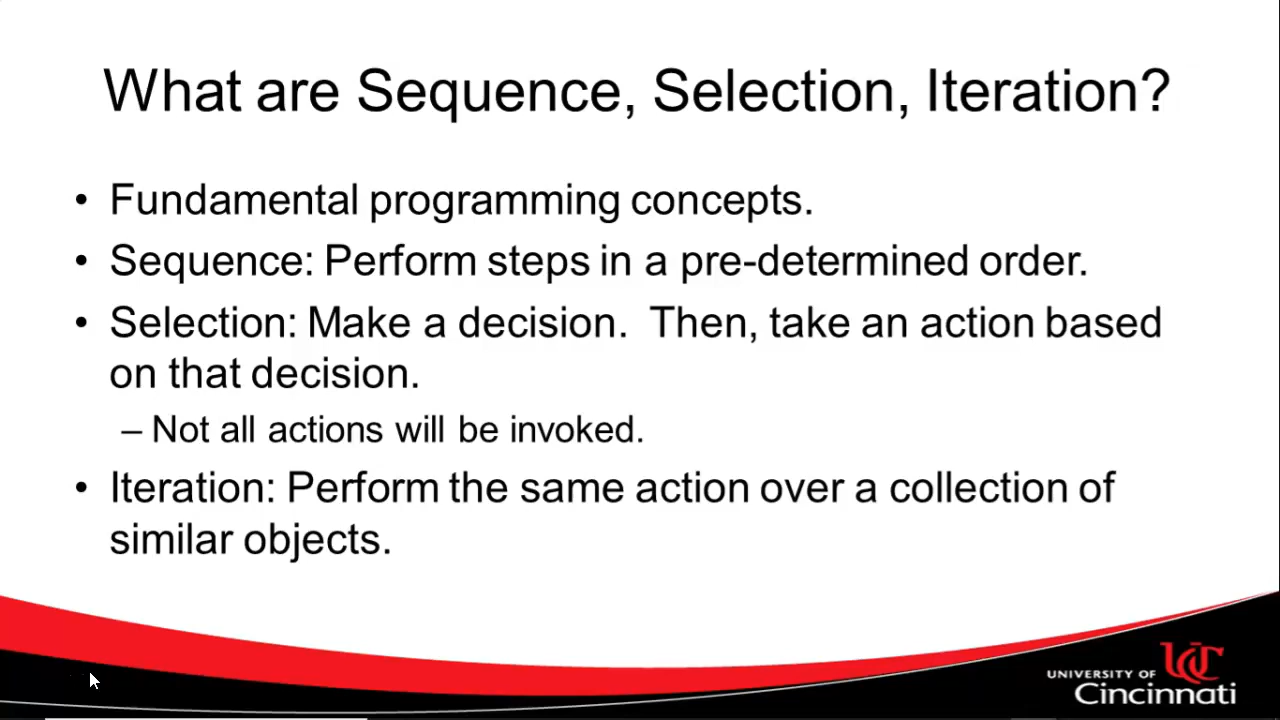 What are Sequence, Selection, Iteration?
• Fundamental programming concepts.
• Sequence: Perform steps in a pre-determined order.
• Selection: Make a decision.  Then, take an action based
on that decision.
– Not all actions will be invoked.
• Iteration: Perform the same action over a collection of
similar objects.
UNIVERSITY OF
Cincinnati